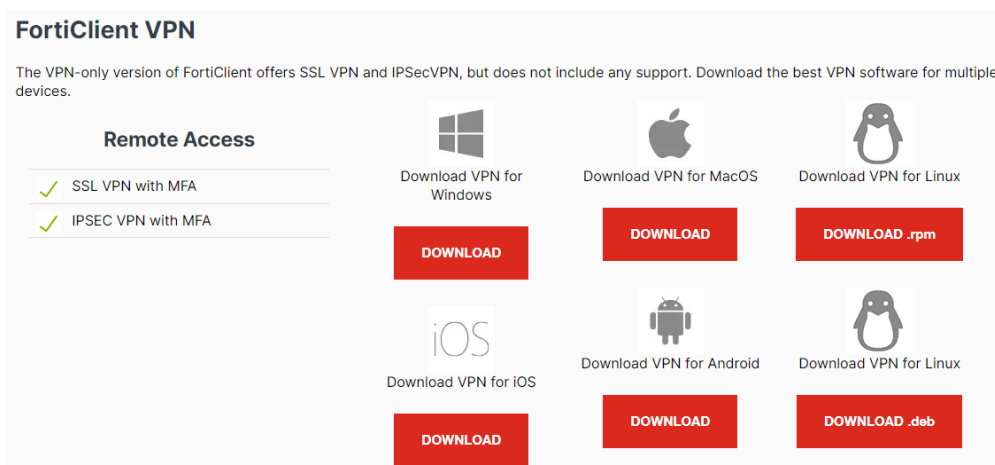 FortiClient VPN
The VPN-only version of FortiClient offers SSL VPN and IPSecVPN, but does not include any support. Download the best VPN software for multiple
devices.
Remote Access
SSL VPN with MFA
IPSEC VPN with MFA
Download VPN for
Windows
DOWNLOAD
Download VPN for MacOS
DOWNLOAD
Download VPN for Linux
DOWNLOAD .rpm
iOS
Download VPN for iOS
DOWNLOAD
Download VPN for Android
DOWNLOAD
Download VPN for Linux
DOWNLOAD .deb